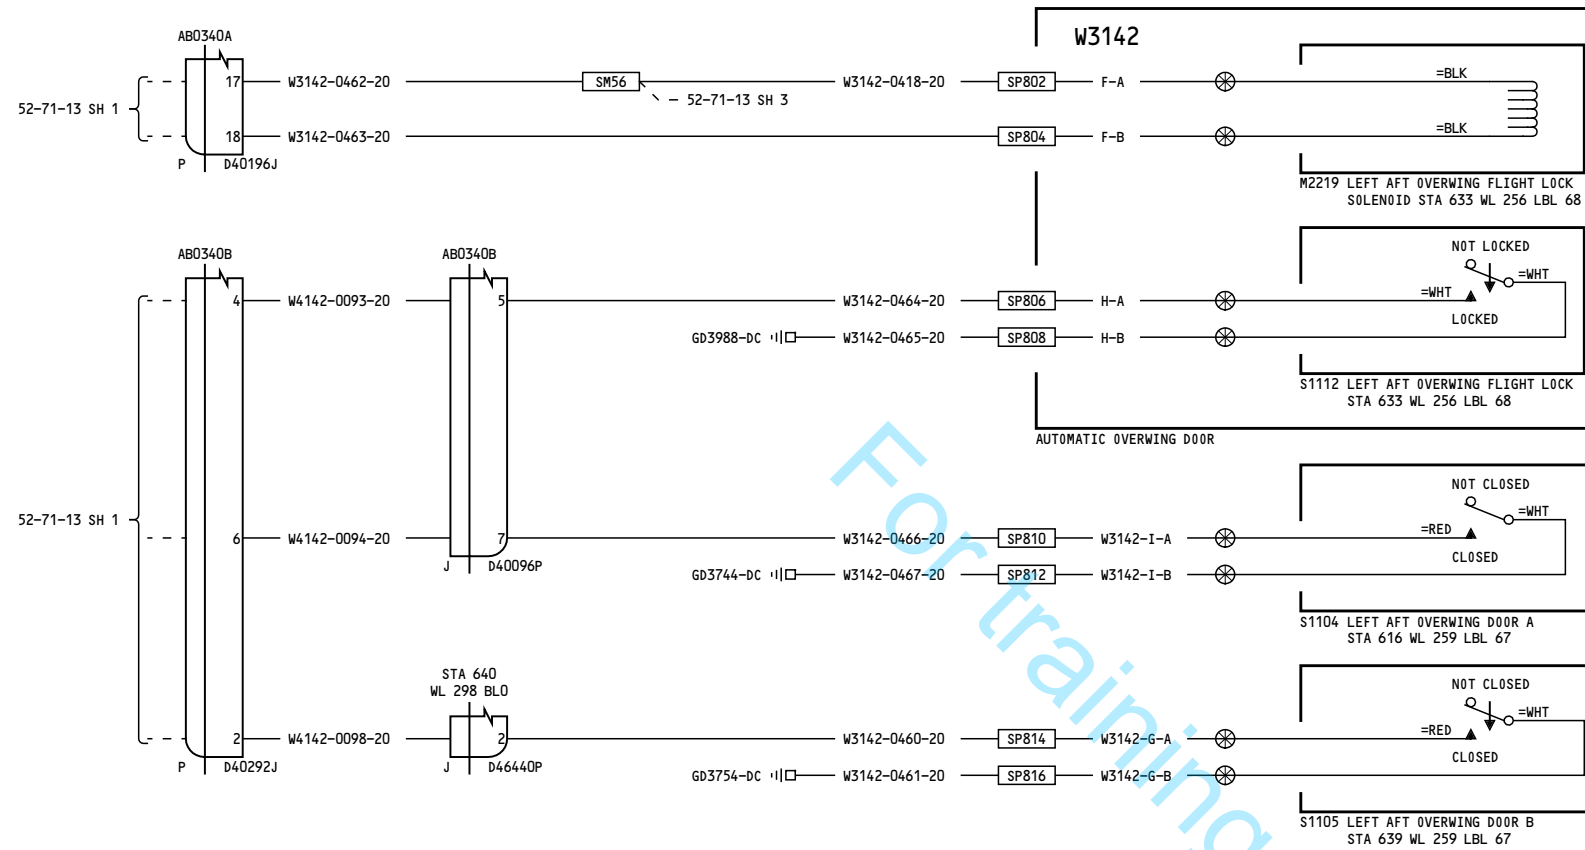 W3142
AB0340A
17 W3142-0462-20 SM56 W3142-0418-20 SP802 F-A =BLK
52-71-13 SH 1
52-71-13 SH 3
18 W3142-0463-20 SP804 F-B =BLK
P D40196J
M2219 LEFT AFT OVERWING FLIGHT LOCK
SOLENOID STA 633 WL 256 LBL 68
AB0340B AB0340B
NOT LOCKED
=WHT
4 W4142-0093-20 5 W3142-0464-20 SP806 H-A =WHT
LOCKED
GD3988-DC W3142-0465-20 SP808 H-B
S1112 LEFT AFT OVERWING FLIGHT LOCK
STA 633 WL 256 LBL 68
AUTOMATIC OVERWING DOOR
NOT CLOSED
=WHT
52-71-13 SH 1
6 W4142-0094-20 7 W3142-0466-20 SP810 W3142-I-A =RED
CLOSED
J D40096P
GD3744-DC W3142-0467-20 SP812 W3142-I-B
S1104 LEFT AFT OVERWING DOOR A
STA 616 WL 259 LBL 67
STA 640
WL 298 BL0
NOT CLOSED
=WHT
2 W4142-0098-20 2 W3142-0460-20 SP814 W3142-G-A =RED
CLOSED
P D40292J J D46440P
GD3754-DC W3142-0461-20 SP816 W3142-G-B
S1105 LEFT AFT OVERWING DOOR B
STA 639 WL 259 LBL 67
For training